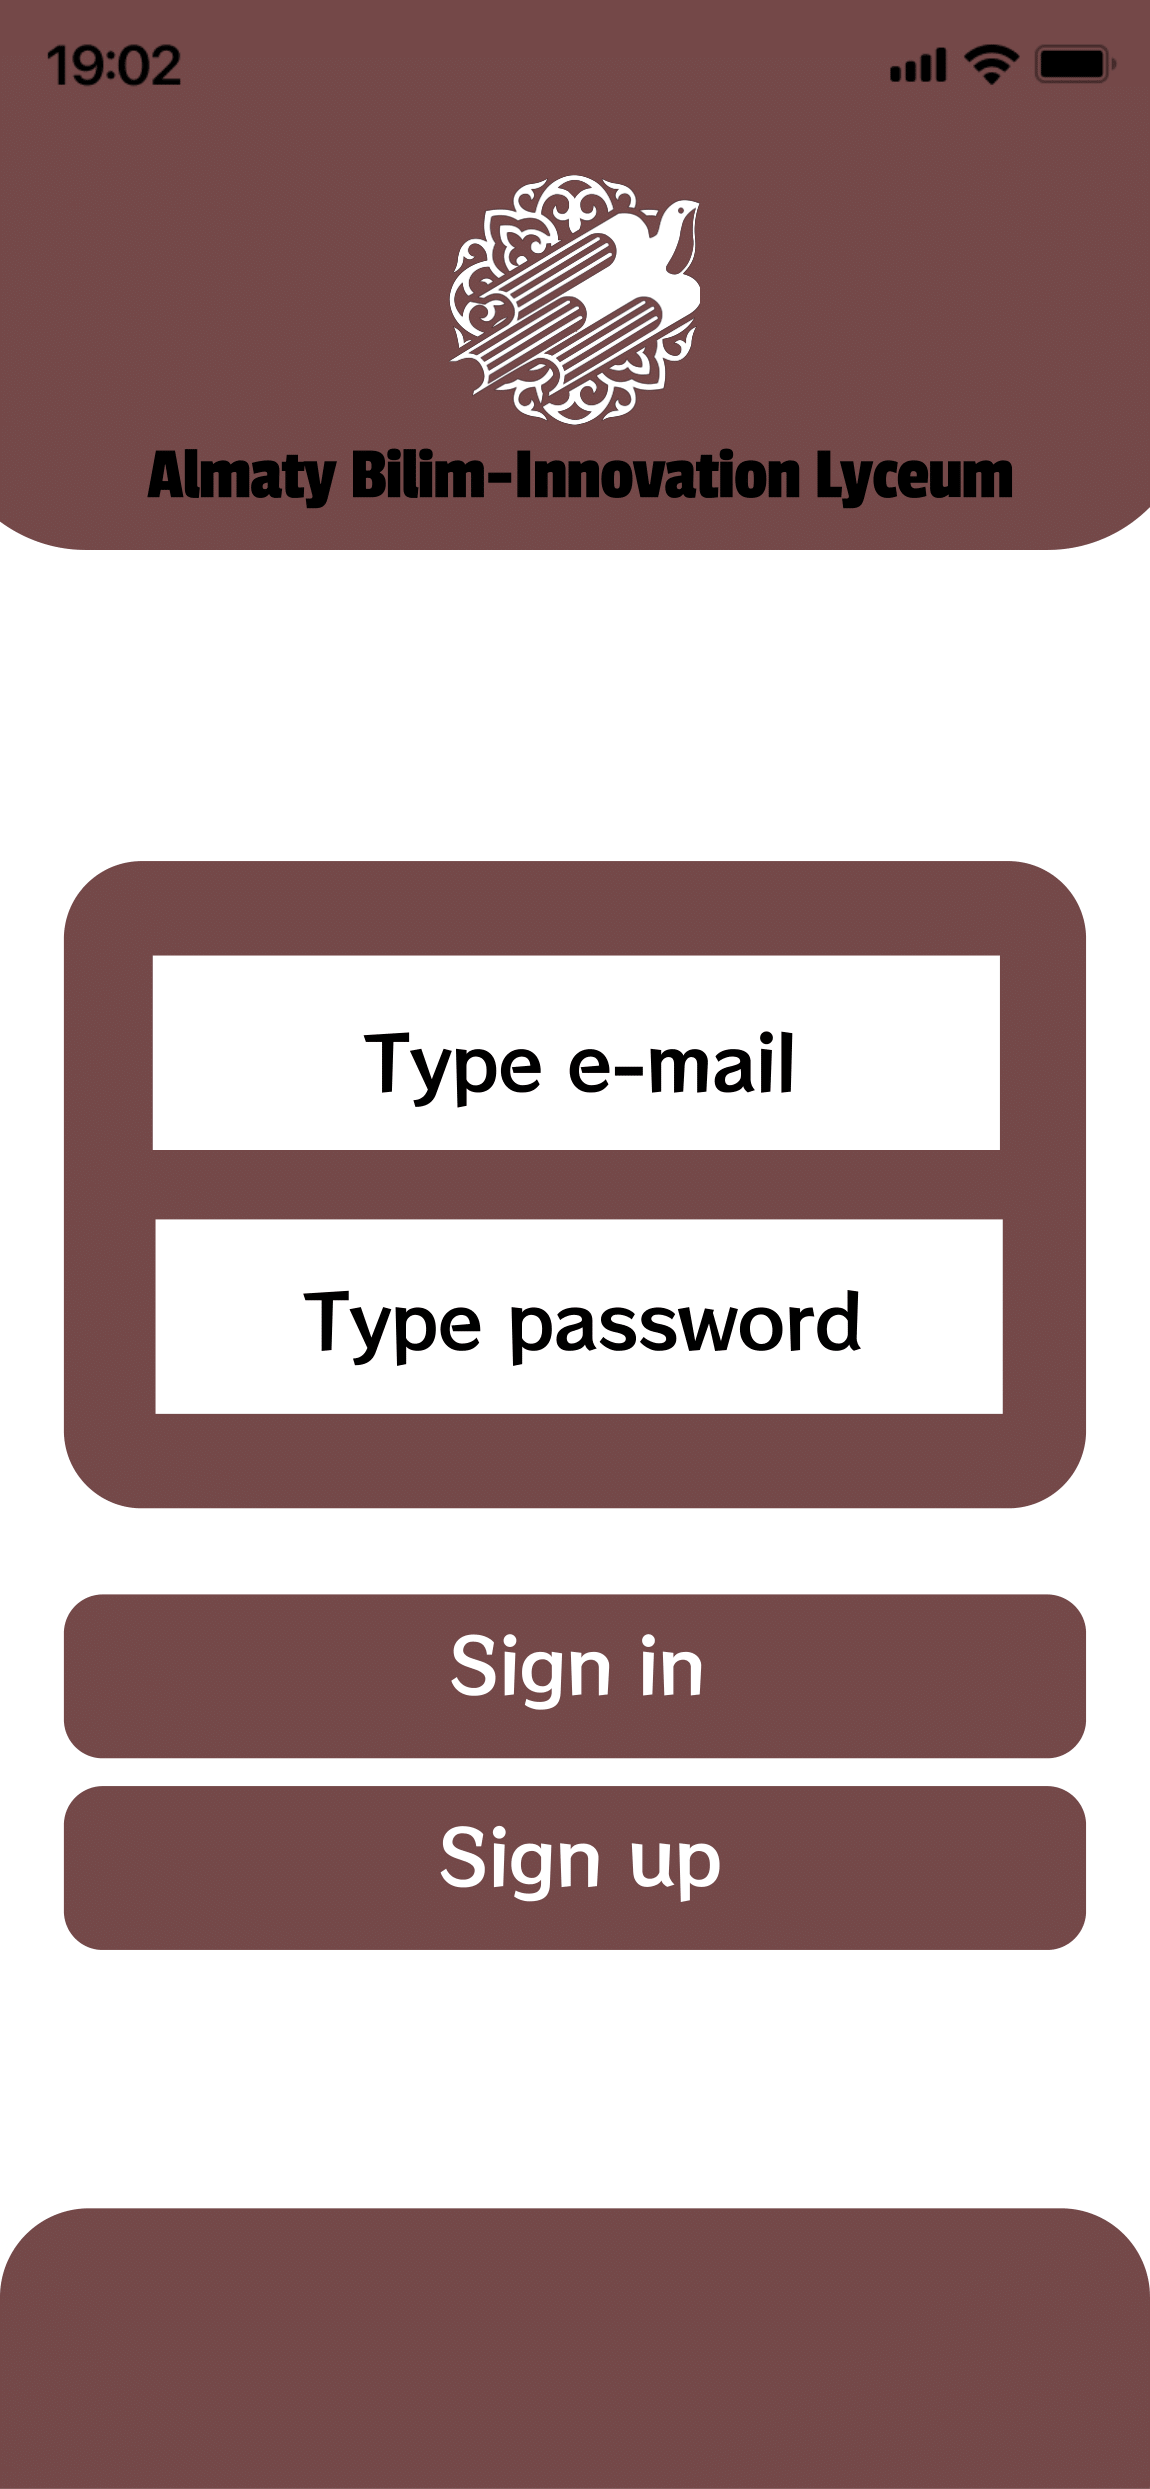 19:02
Almaty Bilim-Innovation Lyceum
Type e-mail
Type password
Sign in
Sign up